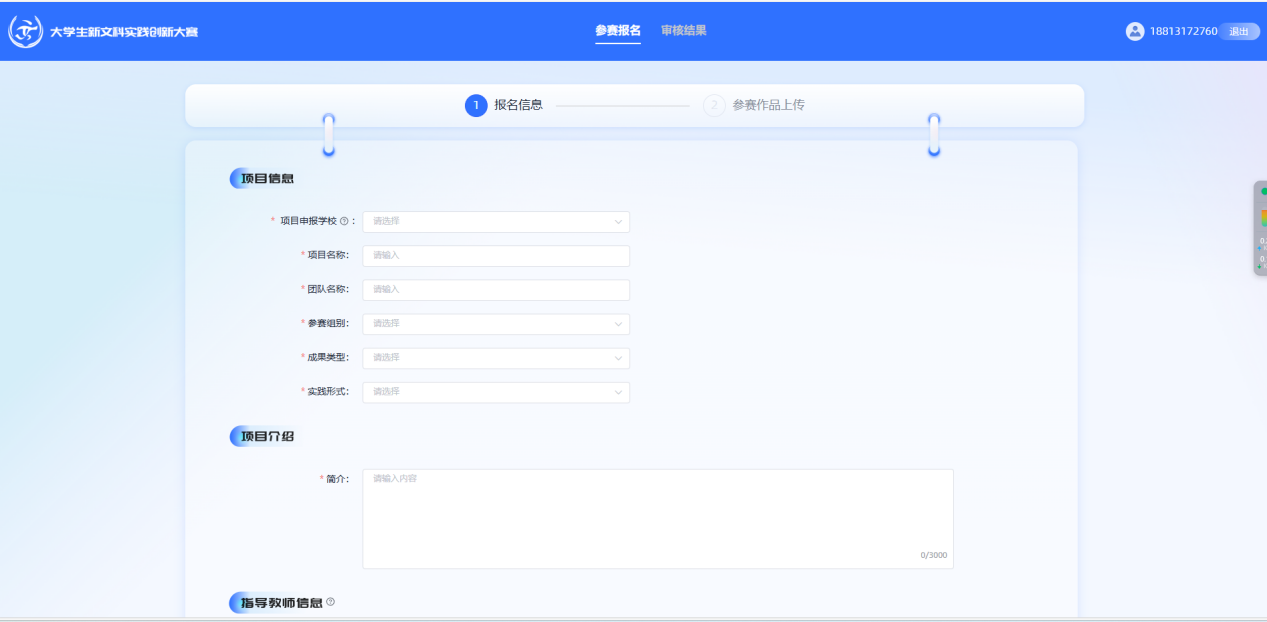 大学生新文科实践创新大赛 参赛报名 审核结果 18813172760 退出
1 报名信息 2 参赛作品上传
项目信息
* 项目申报学校 ? : 请选择
* 项目名称: 请输入
* 团队名称: 请输入
* 参赛组别: 请选择
* 成果类型: 请选择
* 实践形式: 请选择
项目介绍
* 简介: 请输入内容
0/3000
指导教师信息 ?